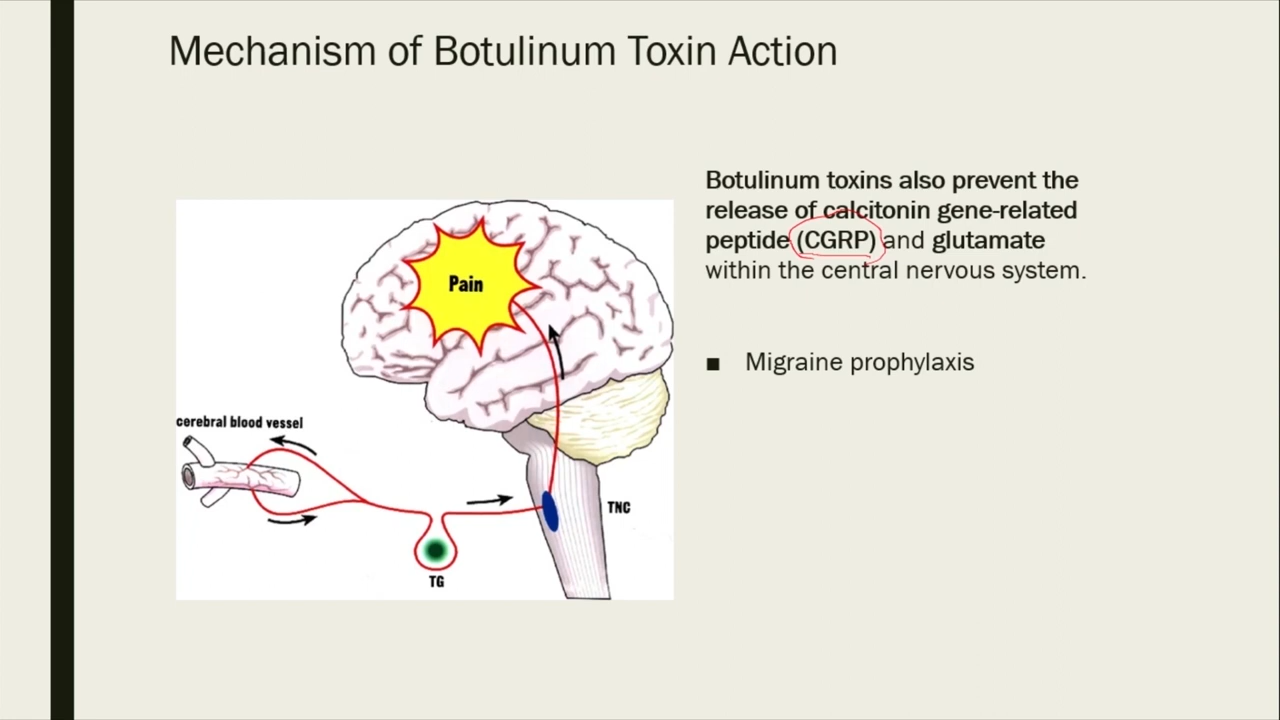 Mechanism of Botulinum Toxin Action
Botulinum toxins also prevent the
release of calcitonin gene-related
peptide (CGRP) and glutamate
within the central nervous system.
■ Migraine prophylaxis
Pain
cerebral blood vessel
TNC
TG